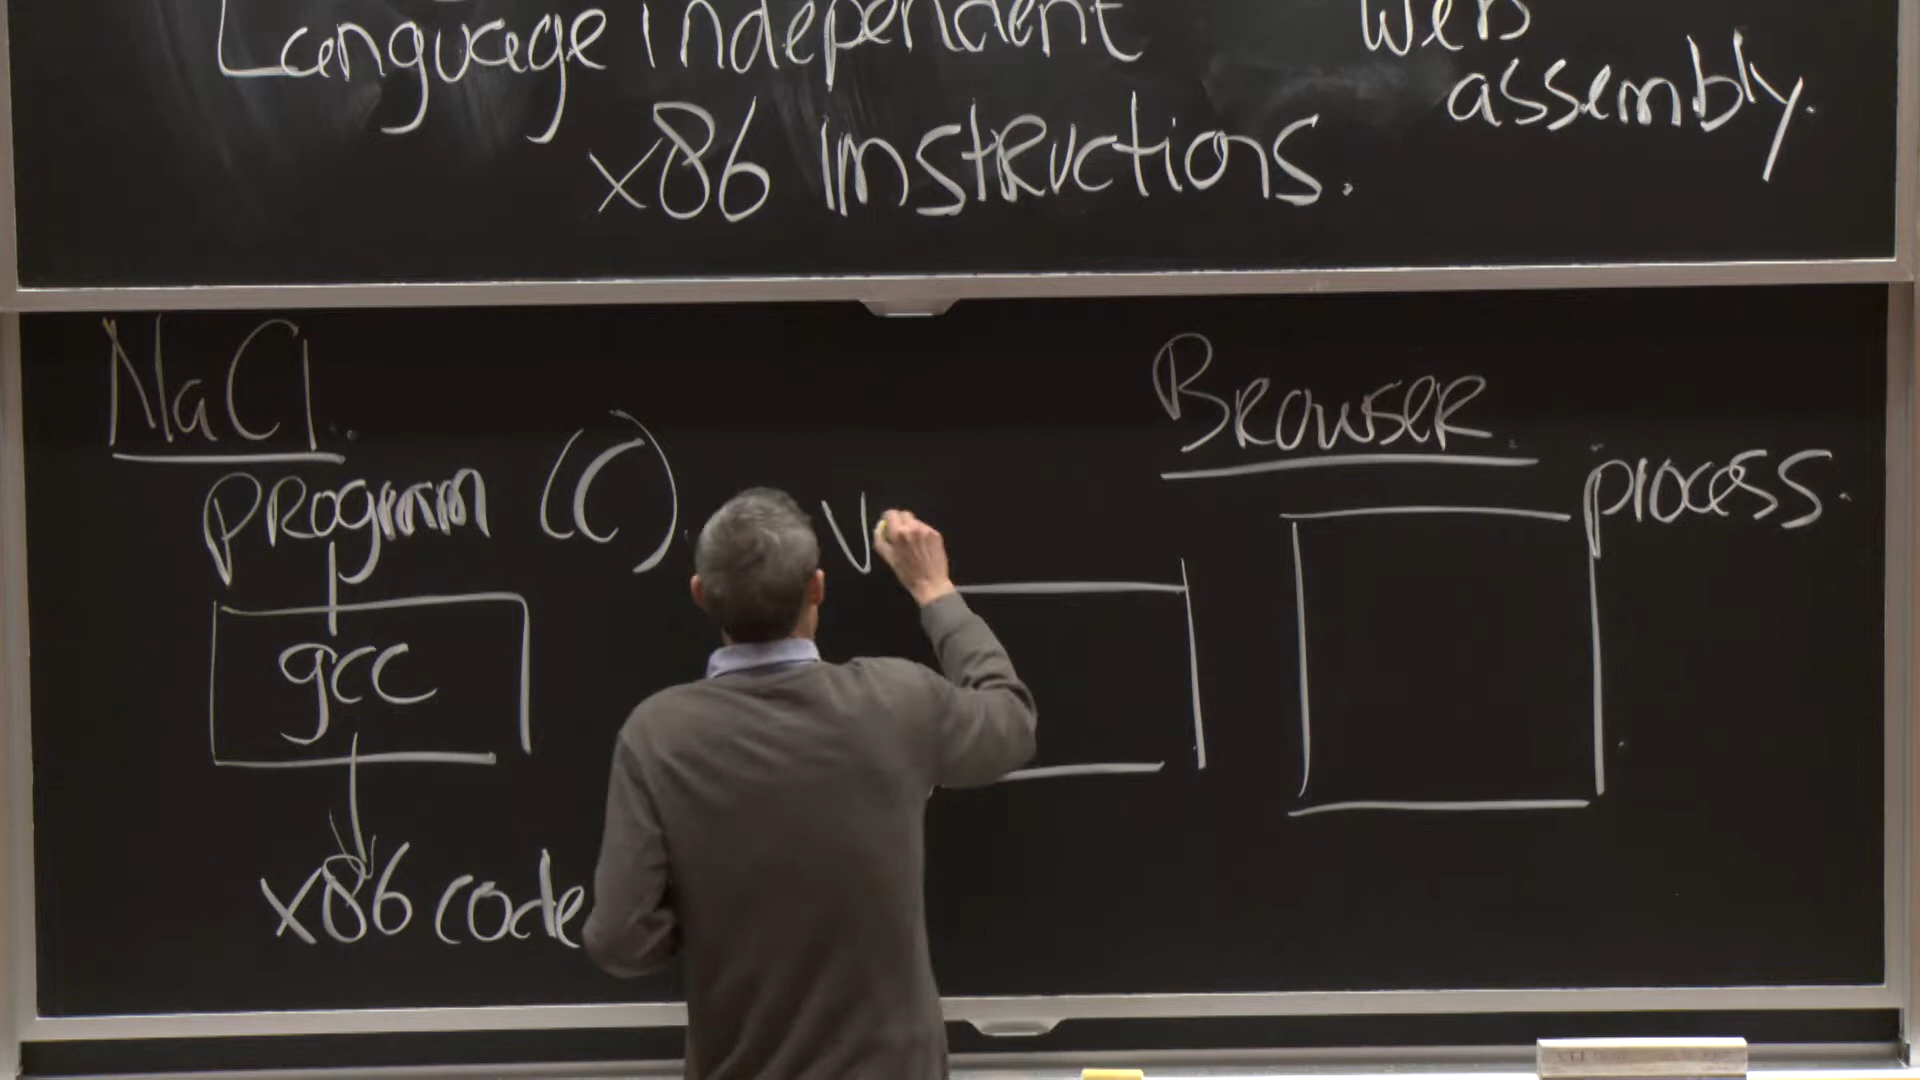 Language independent
x86 instructions.
Web
assembly.
NaCl.
program (C).
gcc
x86 code
V
Browser.
process.